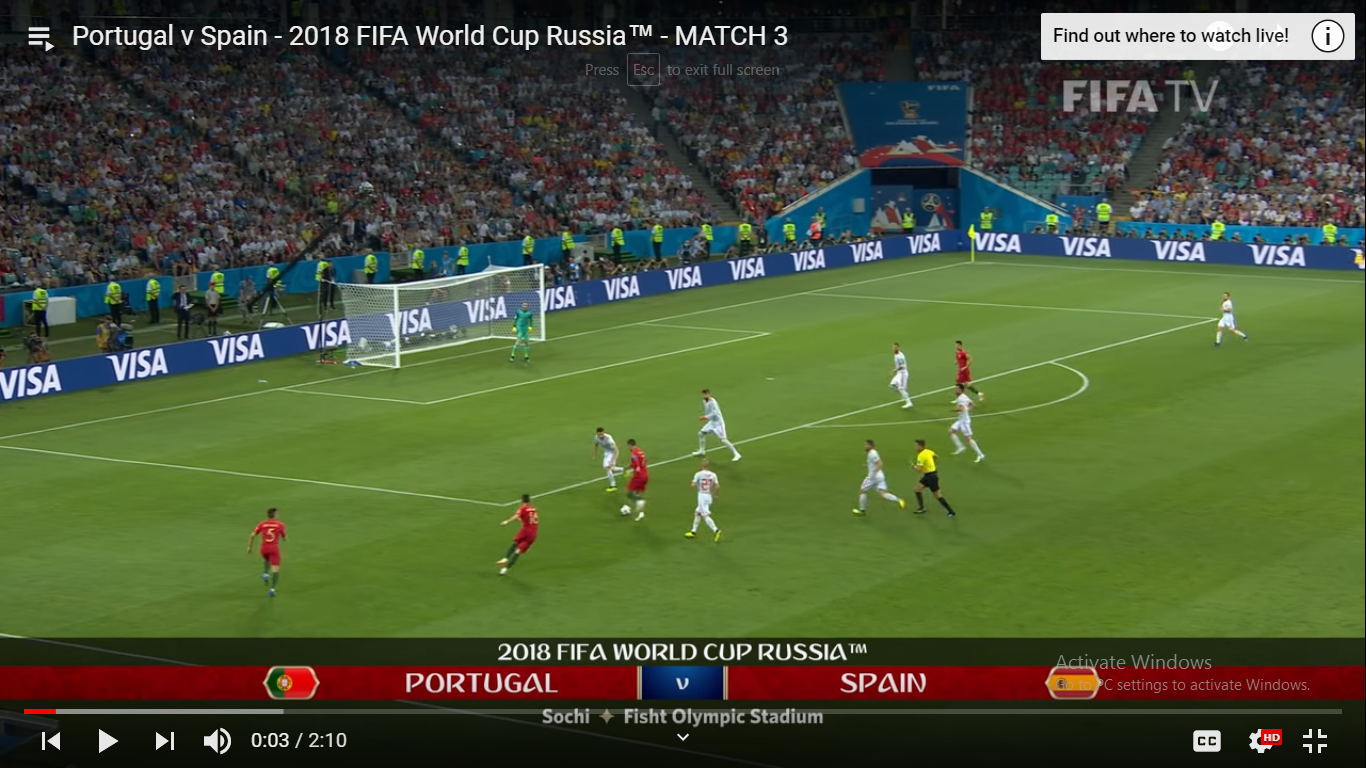 Portugal v Spain - 2018 FIFA World Cup Russia™ - MATCH 3
Find out where to watch live!
Press Esc to exit full screen
FIFA TV
FIFA
VISA VISA VISA VISA
VISA VISA VISA VISA VISA VISA VISA VISA
VISA VISA VISA
5
2018 FIFA WORLD CUP RUSSIA™
PORTUGAL v SPAIN
Activate Windows
Go to PC settings to activate Windows.
Sochi ✦ Fisht Olympic Stadium
0:03 / 2:10
CC
HD